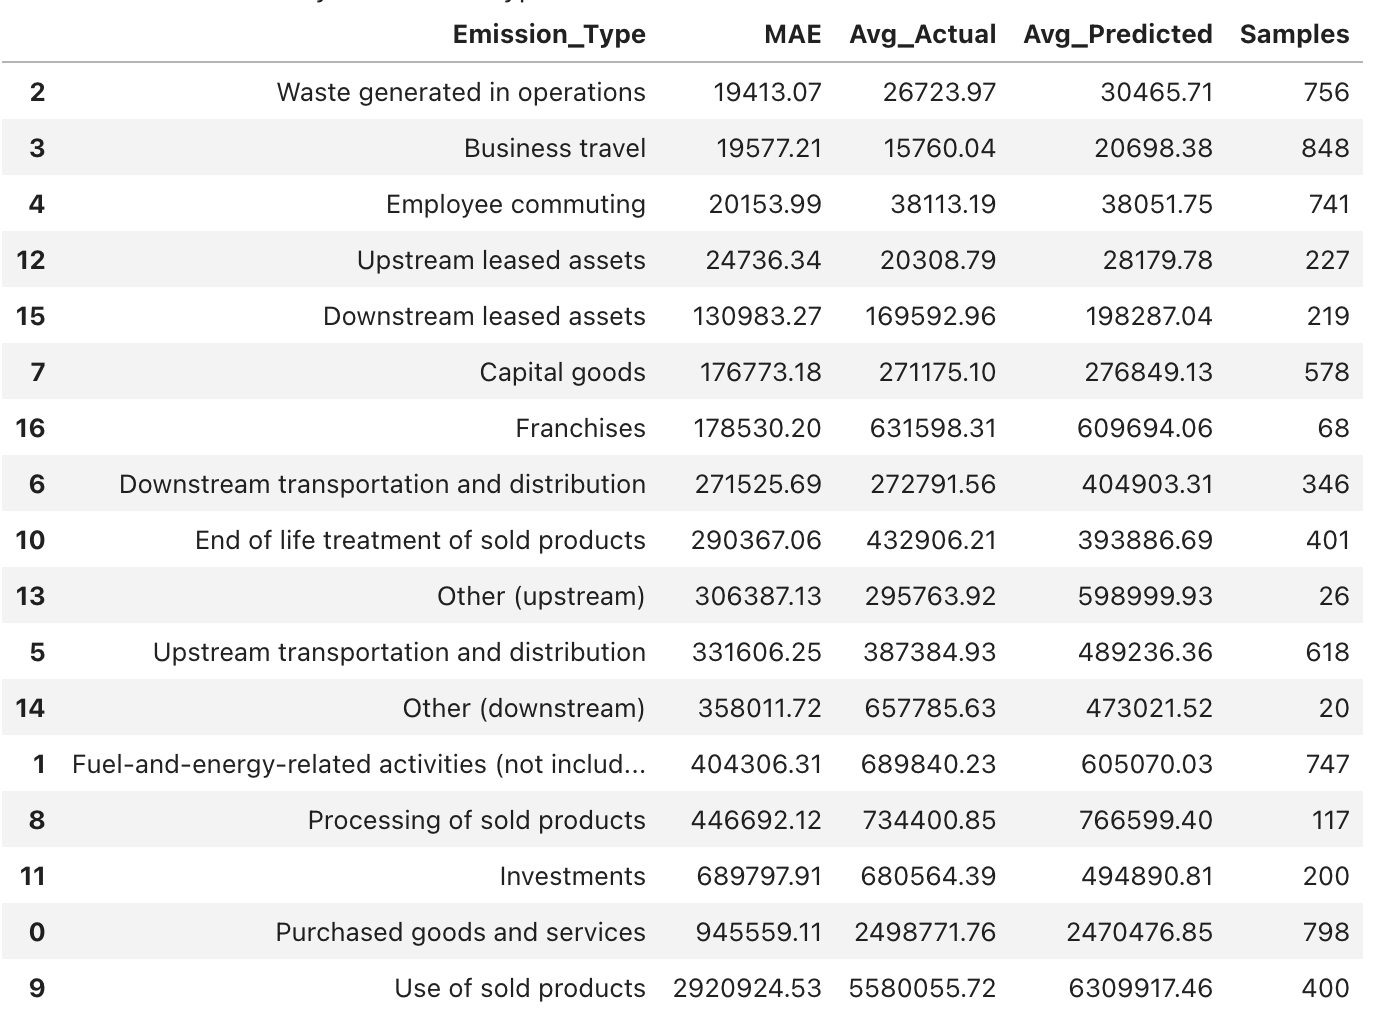 Emission_Type MAE Avg_Actual Avg_Predicted Samples
2 Waste generated in operations 19413.07 26723.97 30465.71 756
3 Business travel 19577.21 15760.04 20698.38 848
4 Employee commuting 20153.99 38113.19 38051.75 741
12 Upstream leased assets 24736.34 20308.79 28179.78 227
15 Downstream leased assets 130983.27 169592.96 198287.04 219
7 Capital goods 176773.18 271175.10 276849.13 578
16 Franchises 178530.20 631598.31 609694.06 68
6 Downstream transportation and distribution 271525.69 272791.56 404903.31 346
10 End of life treatment of sold products 290367.06 432906.21 393886.69 401
13 Other (upstream) 306387.13 295763.92 598999.93 26
5 Upstream transportation and distribution 331606.25 387384.93 489236.36 618
14 Other (downstream) 358011.72 657785.63 473021.52 20
1 Fuel-and-energy-related activities (not includ... 404306.31 689840.23 605070.03 747
8 Processing of sold products 446692.12 734400.85 766599.40 117
11 Investments 689797.91 680564.39 494890.81 200
0 Purchased goods and services 945559.11 2498771.76 2470476.85 798
9 Use of sold products 2920924.53 5580055.72 6309917.46 400